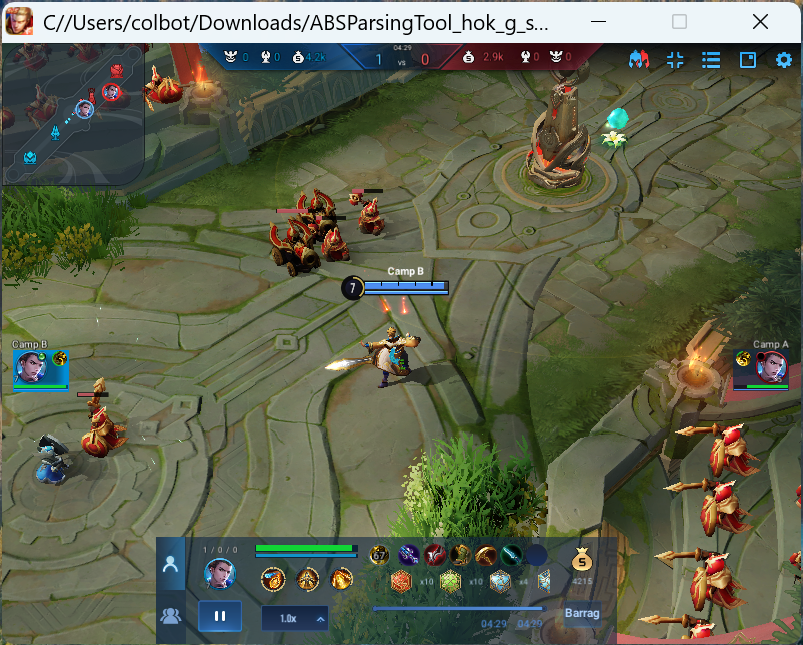 C//Users/colbot/Downloads/ABSParsingTool_hok_g_s...
04:29
0 0 4.2k 1 vs 0 2.9k 0 0
Camp B
7
Camp B
Camp A
1 / 0 / 0
67
S
x10 x10 x4 4215
1.0x
Barrag
04:29 04:29